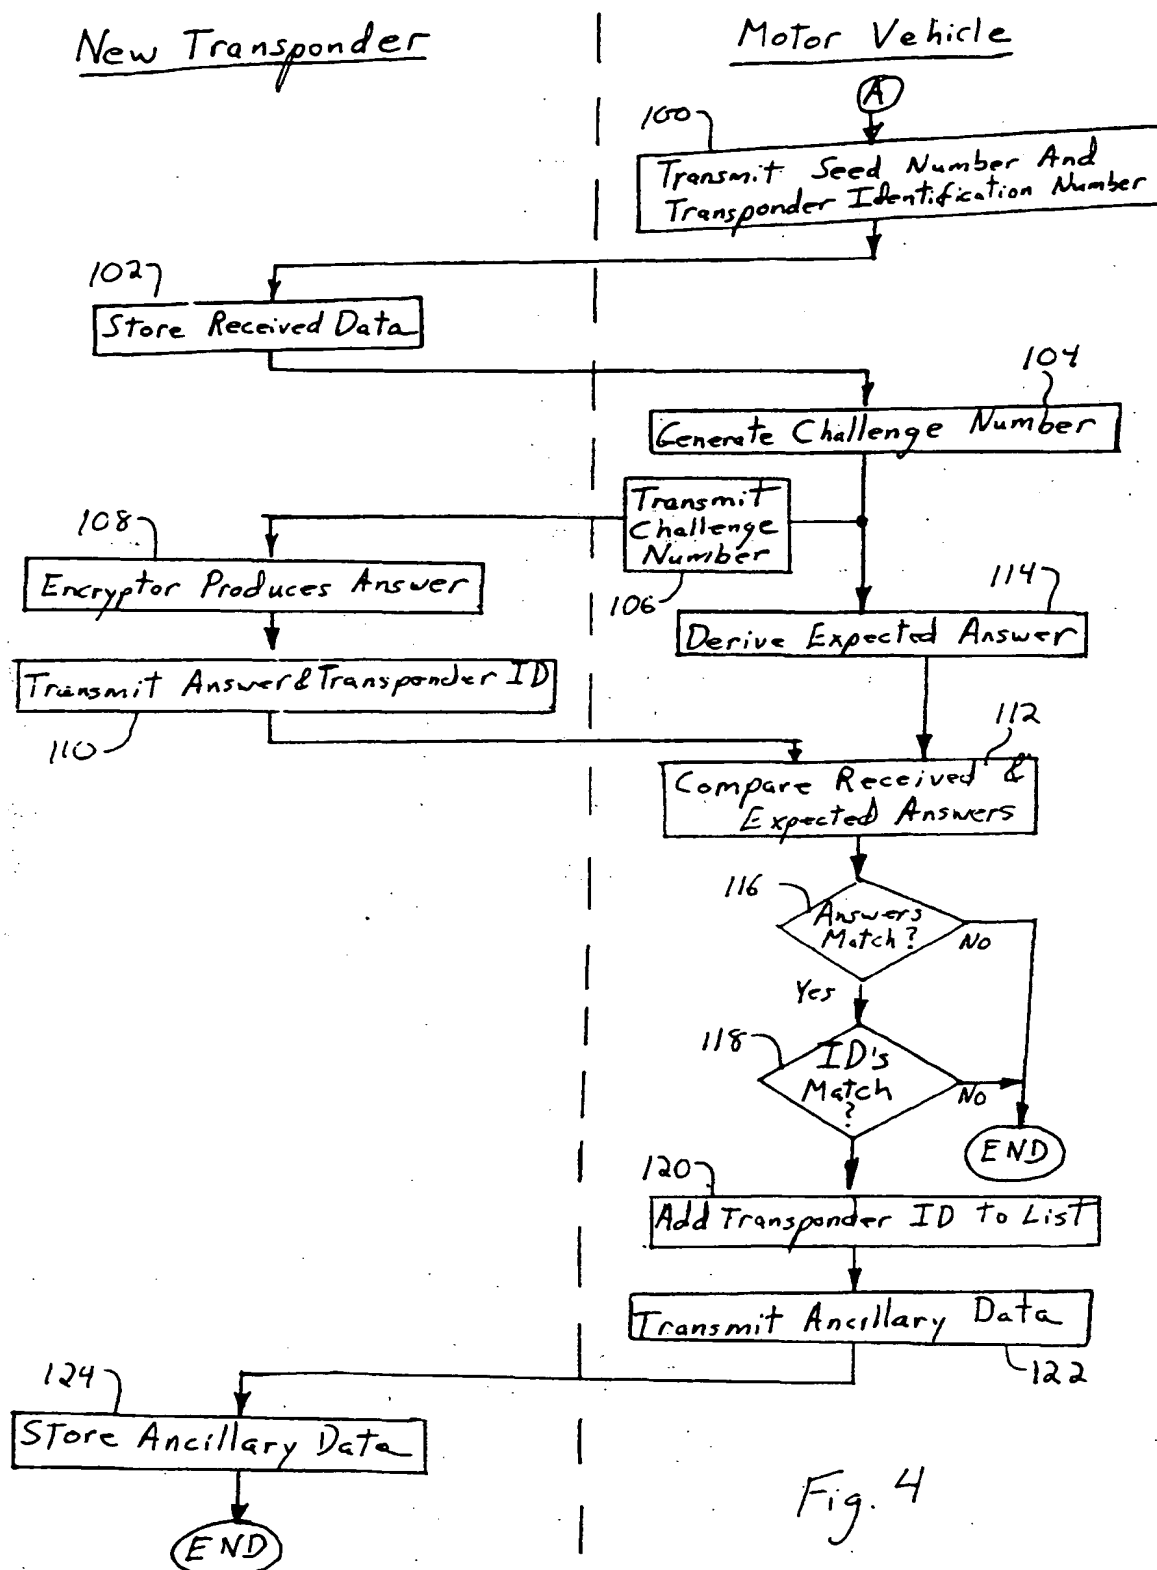 New Transponder
Motor Vehicle
A
100
Transmit Seed Number And
Transponder Identification Number
102
Store Received Data
104
Generate Challenge Number
Transmit
Challenge
Number
106
108
Encryptor Produces Answer
114
Derive Expected Answer
Transmit Answer & Transponder ID
110
112
Compare Received &
Expected Answers
116
Answers
Match?
No
Yes
118
ID's
Match
?
No
END
120
Add Transponder ID to List
Transmit Ancillary Data
122
124
Store Ancillary Data
END
Fig. 4